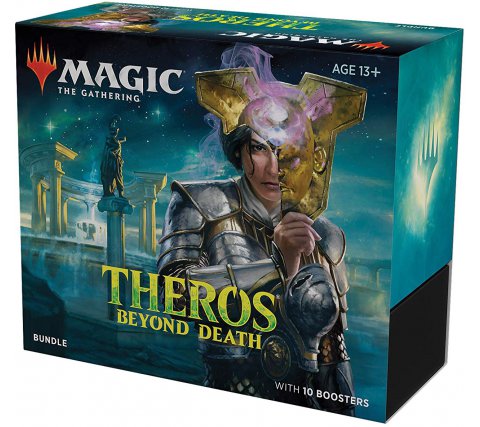 MAGIC
THE GATHERING
AGE 13+
THEROS
BEYOND DEATH
BUNDLE
WITH 10 BOOSTERS